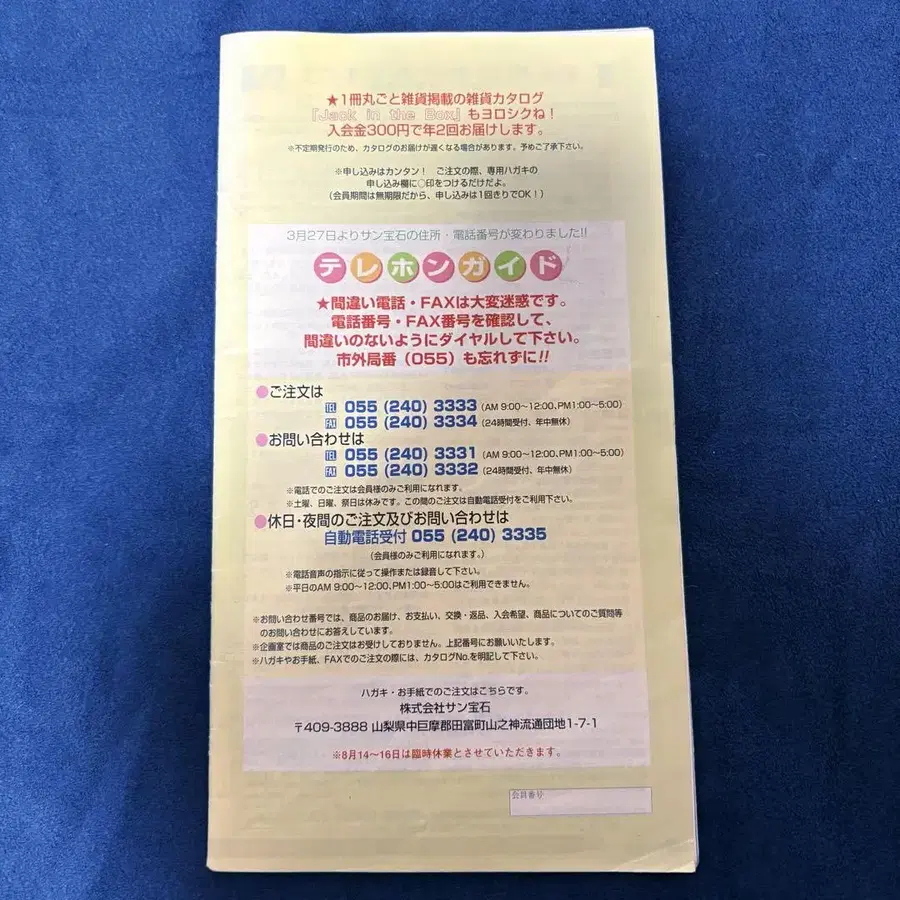 ★1冊丸ごと雑貨掲載の雑貨カタログ
「Jack in the Box」もヨロシクね！
入会金300円で年2回お届けします。
※不定期発行のため、カタログのお届けが遅くなる場合があります。予めご了承下さい。
※申し込みはカンタン！ ご注文の際、専用ハガキの
申し込み欄に○印をつけるだけだよ。
（会員期間は無期限だから、申し込みは1回きりでOK！）
3月27日よりサン宝石の住所・電話番号が変わりました!!
テレホンガイド
★間違い電話・FAXは大変迷惑です。
電話番号・FAX番号を確認して、
間違いのないようにダイヤルして下さい。
市外局番（055）も忘れずに!!
●ご注文は
TEL 055 (240) 3333 (AM 9:00〜12:00、PM1:00〜5:00)
FAX 055 (240) 3334 (24時間受付、年中無休)
●お問い合わせは
TEL 055 (240) 3331 (AM 9:00〜12:00、PM1:00〜5:00)
FAX 055 (240) 3332 (24時間受付、年中無休)
※電話でのご注文は会員様のみご利用になれます。
※土曜、日曜、祭日は休みです。この間のご注文は自動電話受付をご利用下さい。
●休日・夜間のご注文及びお問い合わせは
自動電話受付 055 (240) 3335
（会員様のみご利用になれます。）
※電話音声の指示に従って操作または録音して下さい。
※平日のAM 9:00〜12:00、PM1:00〜5:00はご利用できません。
※お問い合わせ番号では、商品のお届け、お支払い、交換・返品、入会希望、商品についてのご質問等
のお問い合わせにお答えしています。
※企画室では商品のご注文はお受けしておりません。上記番号にお願いいたします。
※ハガキやお手紙、FAXでのご注文の際には、カタログNo.を明記して下さい。
ハガキ・お手紙でのご注文はこちらです。
株式会社サン宝石
〒409-3888 山梨県中巨摩郡田富町山之神流通団地1-7-1
※8月14〜16日は臨時休業とさせていただきます。
会員番号